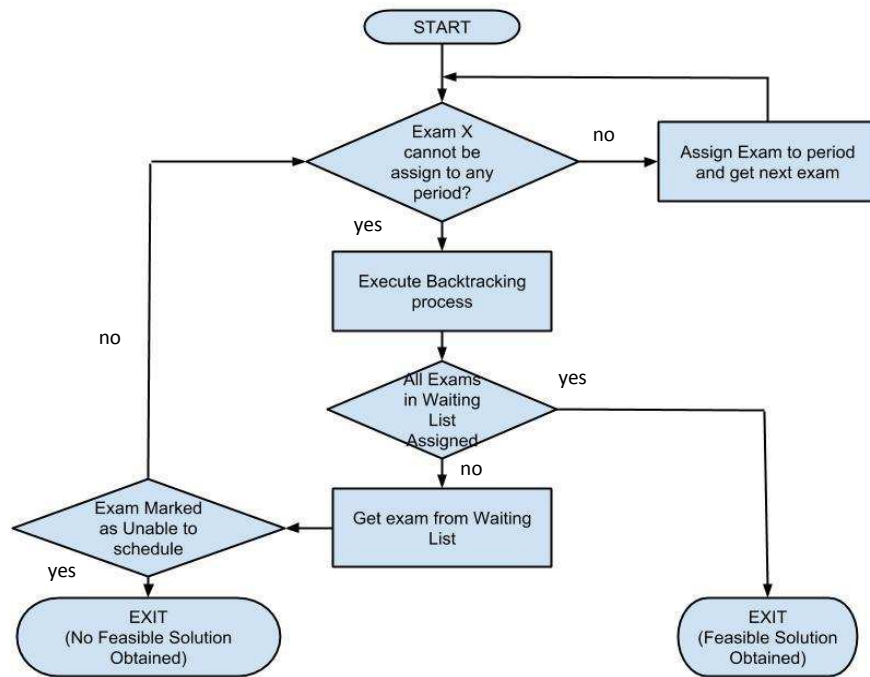 START
Exam X
cannot be
assign to any
period?
no
Assign Exam to period
and get next exam
yes
Execute Backtracking
process
no
All Exams
in Waiting
List
Assigned
yes
no
Get exam from Waiting
List
Exam Marked
as Unable to
schedule
yes
EXIT
(No Feasible Solution
Obtained)
EXIT
(Feasible Solution
Obtained)